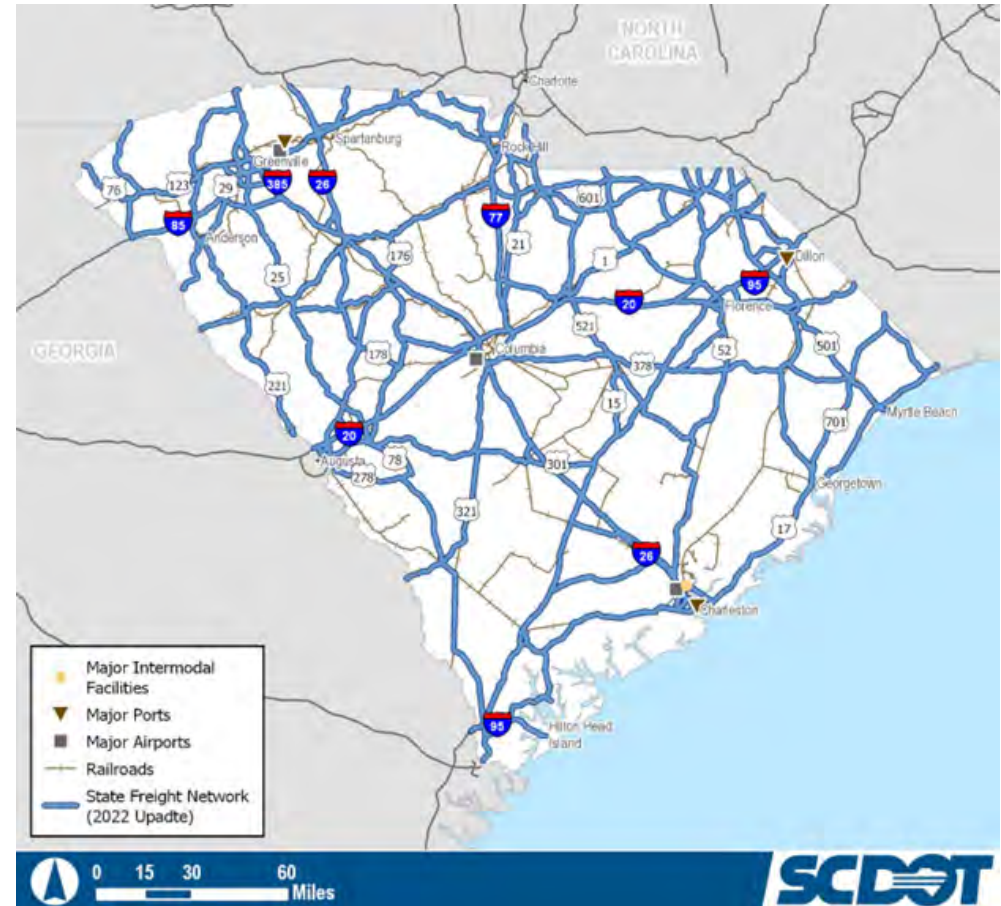 NORTH
CAROLINA
Charlotte
Spartanburg
Rock Hill
Greenville
76
123
29
385
26
601
85
77
Anderson
21
176
1
Dillon
25
95
20
Florence
GEORGIA
521
Columbia
52
501
178
378
221
15
Myrtle Beach
701
20
Augusta
78
301
278
Georgetown
321
17
26
Charleston
95
Hilton Head
Island
Major Intermodal
Facilities
Major Ports
Major Airports
Railroads
State Freight Network
(2022 Upadte)
0 15 30 60
Miles
SCDOT